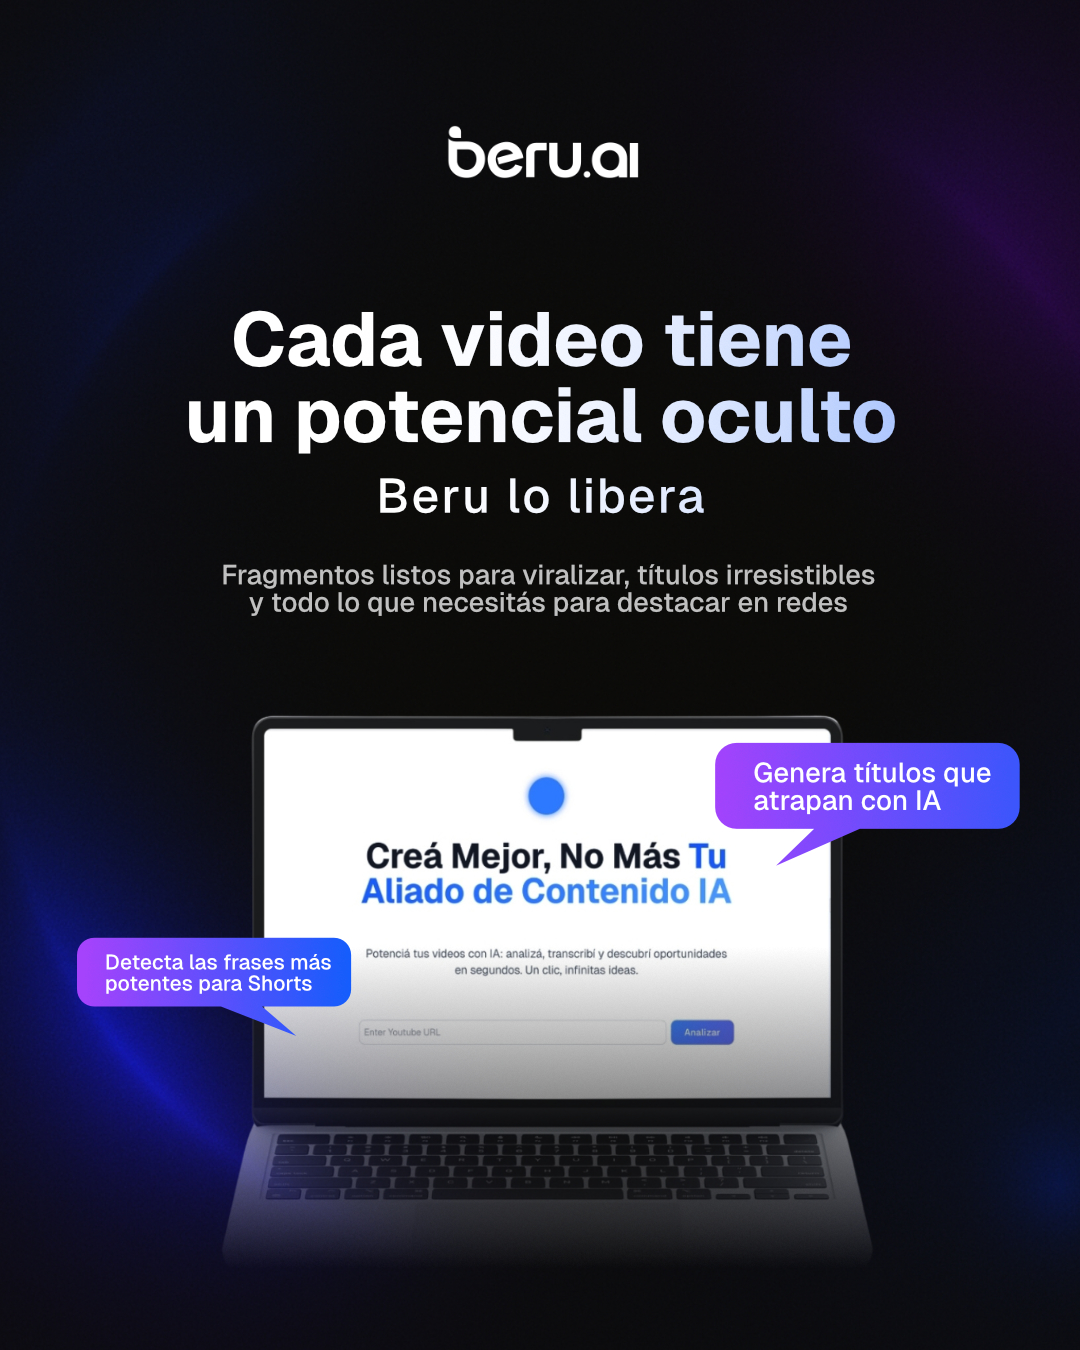 beru.ai
Cada video tiene
un potencial oculto
Beru lo libera
Fragmentos listos para viralizar, títulos irresistibles
y todo lo que necesitás para destacar en redes
Genera títulos que
atrapan con IA
Creá Mejor, No Más Tu
Aliado de Contenido IA
Detecta las frases más
potentes para Shorts
Potenciá tus videos con IA: analizá, transcribí y descubrí oportunidades
en segundos. Un clic, infinitas ideas.
Enter Youtube URL
Analizar